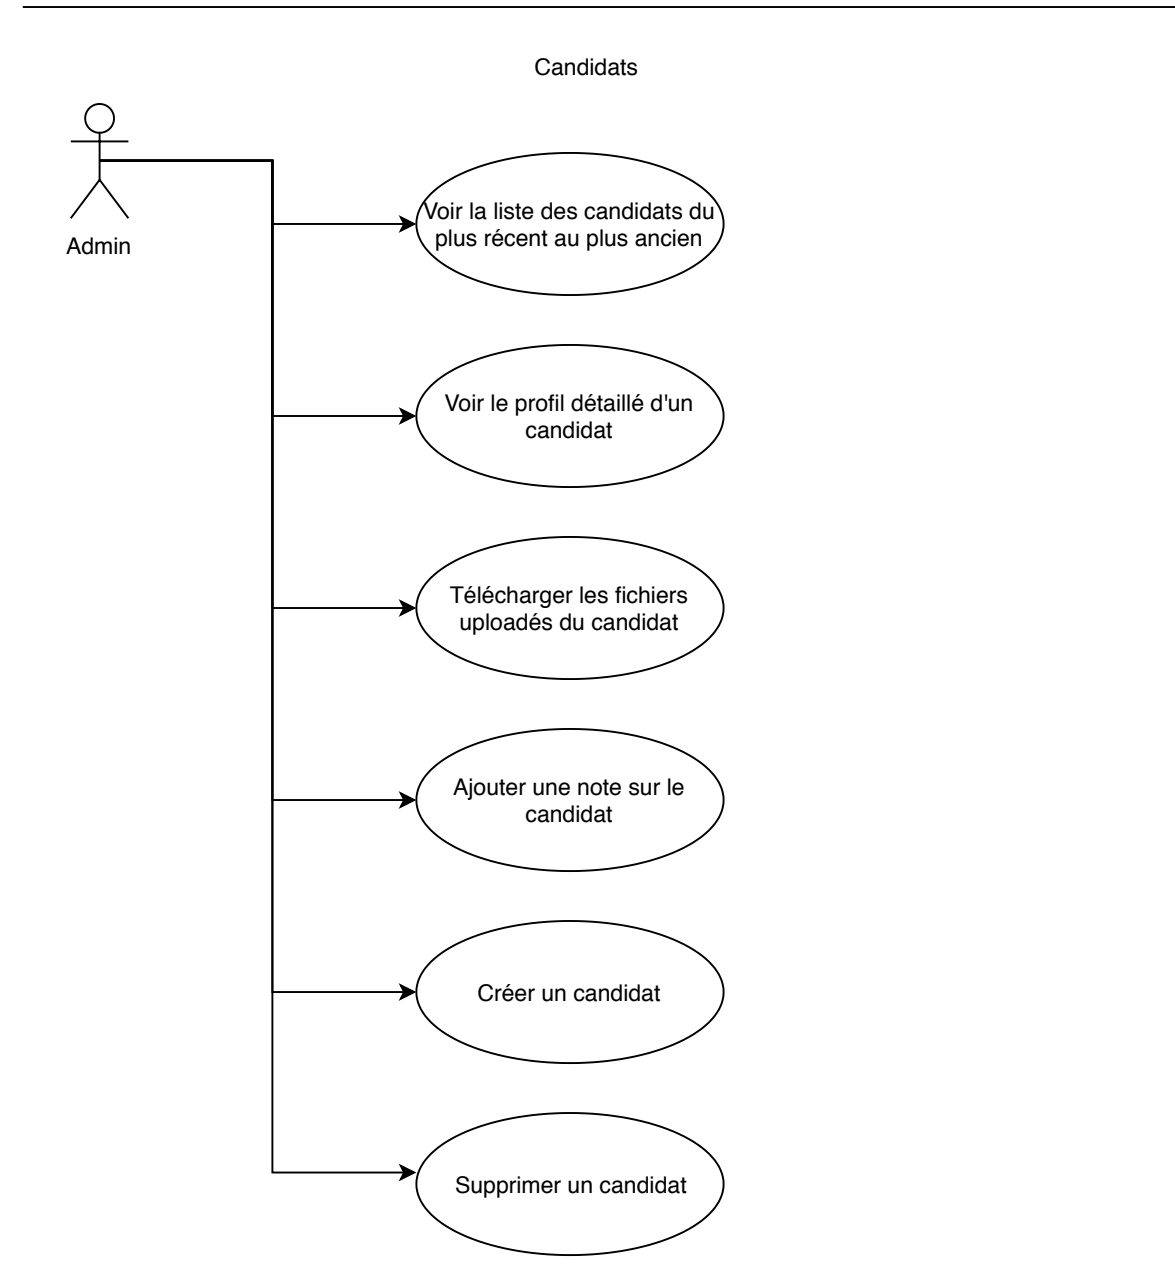 Candidats
Admin
Voir la liste des candidats du
plus récent au plus ancien
Voir le profil détaillé d'un
candidat
Télécharger les fichiers
uploadés du candidat
Ajouter une note sur le
candidat
Créer un candidat
Supprimer un candidat